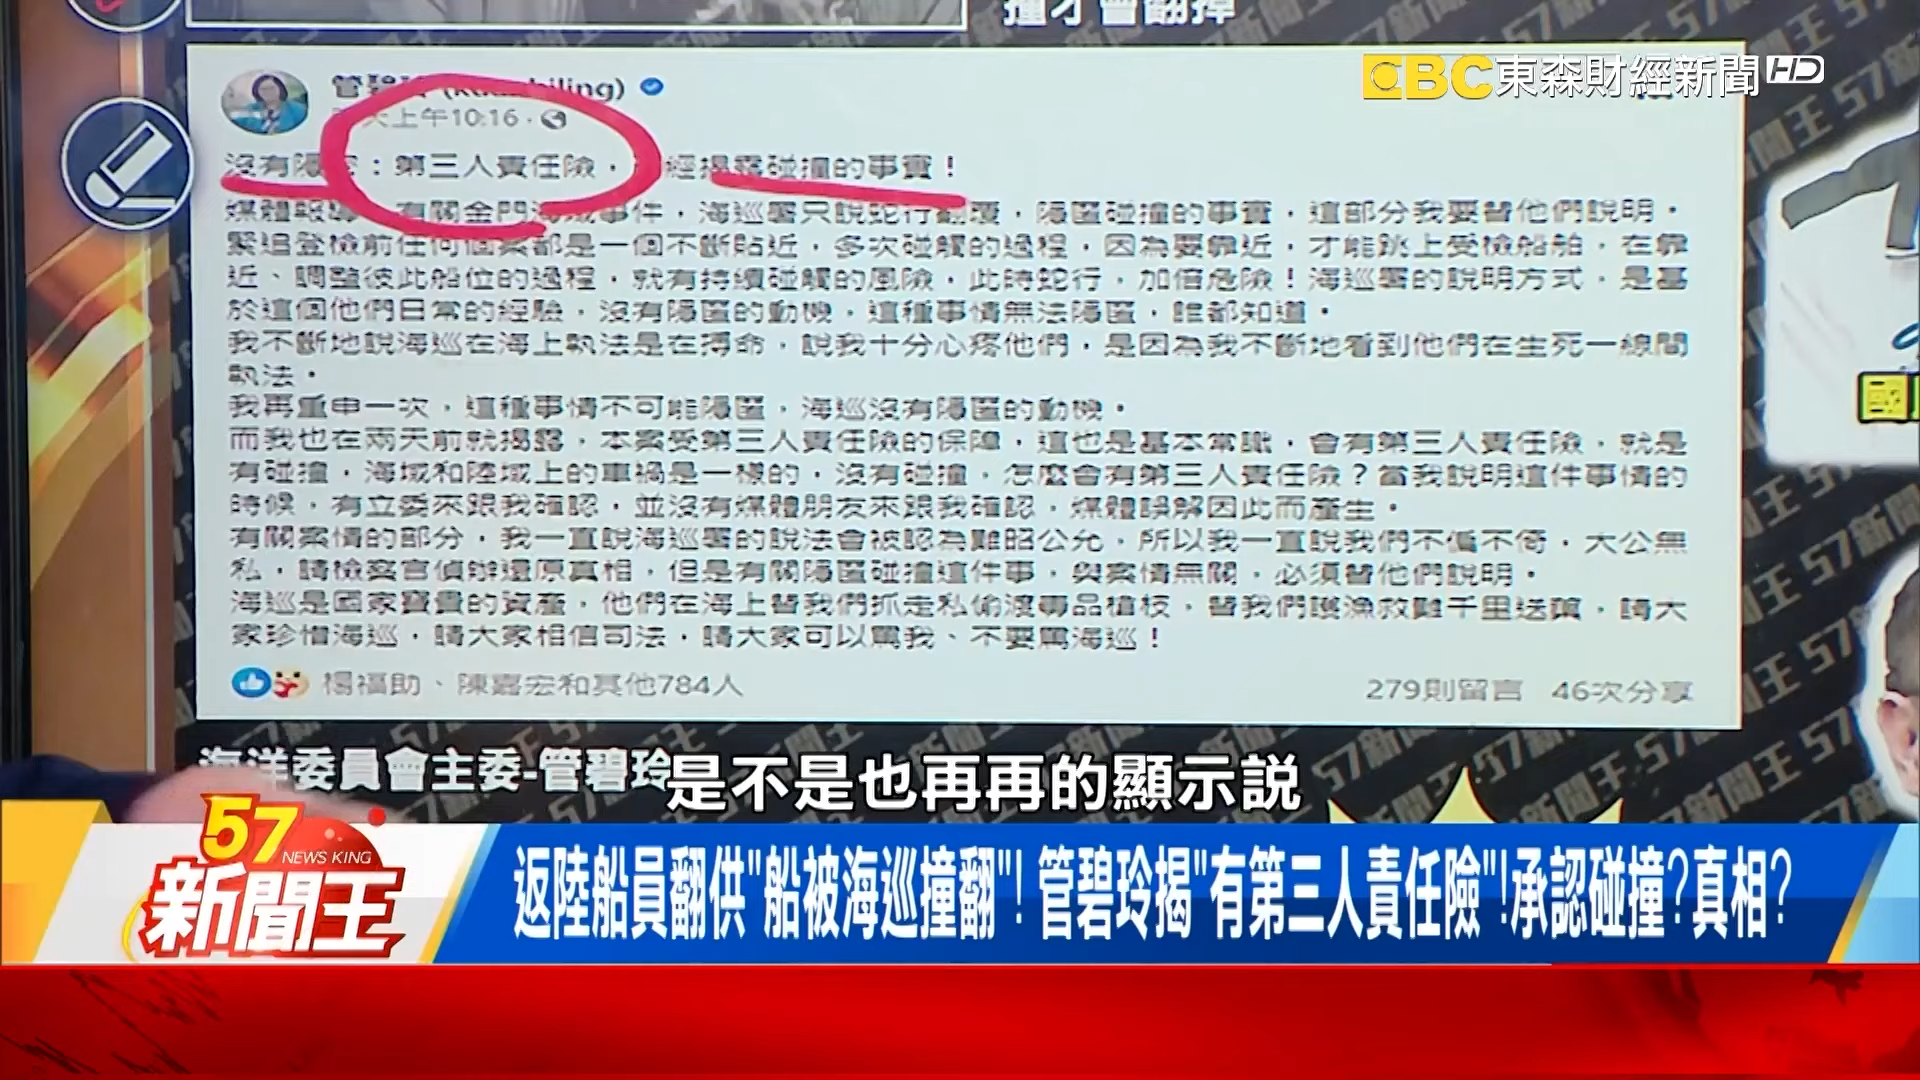 撞才會翻掉
EBC東森財經新聞HD
管碧玲 (kuanbiling)
天上午10:16
沒有隱匿：第三人責任險，已經揭露碰撞的事實！
媒體報導，有關金門海域事件，海巡署只說蛇行翻覆，隱匿碰撞的事實，這部分我要替他們說明。
緊追登檢前任何個案都是一個不斷貼近，多次碰觸的過程，因為要靠近，才能跳上受檢船舶，在靠
近、調整彼此船位的過程，就有持續碰觸的風險，此時蛇行，加倍危險！海巡署的說明方式，是基
於這個他們日常的經驗，沒有隱匿的動機，這種事情無法隱匿，誰都知道。
我不斷地說海巡在海上執法是在搏命，說我十分心疼他們，是因為我不斷地看到他們在生死一線間
執法。
我再重申一次，這種事情不可能隱匿，海巡沒有隱匿的動機。
而我也在兩天前就揭露，本案受第三人責任險的保障，這也是基本常識，會有第三人責任險，就是
有碰撞，海域和陸域上的車禍是一樣的，沒有碰撞，怎麼會有第三人責任險？當我說明這件事情的
時候，有立委來跟我確認，並沒有媒體朋友來跟我確認，媒體誤解因此而產生。
有關案情的部分，我一直說海巡署的說法會被認為難昭公允，所以我一直說我們不偏不倚，大公無
私，請檢察官偵辦還原真相，但是有關隱匿碰撞這件事，與案情無關，必須替他們說明。
海巡是國家寶貴的資產，他們在海上替我們抓走私偷渡毒品槍枝，替我們護漁救難千里送藥，請大
家珍惜海巡，請大家相信司法，請大家可以罵我、不要罵海巡！
楊福助、陳嘉宏和其他784人
279則留言 46次分享
海洋委員會主委-管碧玲
是不是也再再的顯示説
57
NEWS KING
新聞王
返陸船員翻供"船被海巡撞翻"!管碧玲揭"有第三人責任險"!承認碰撞?真相?